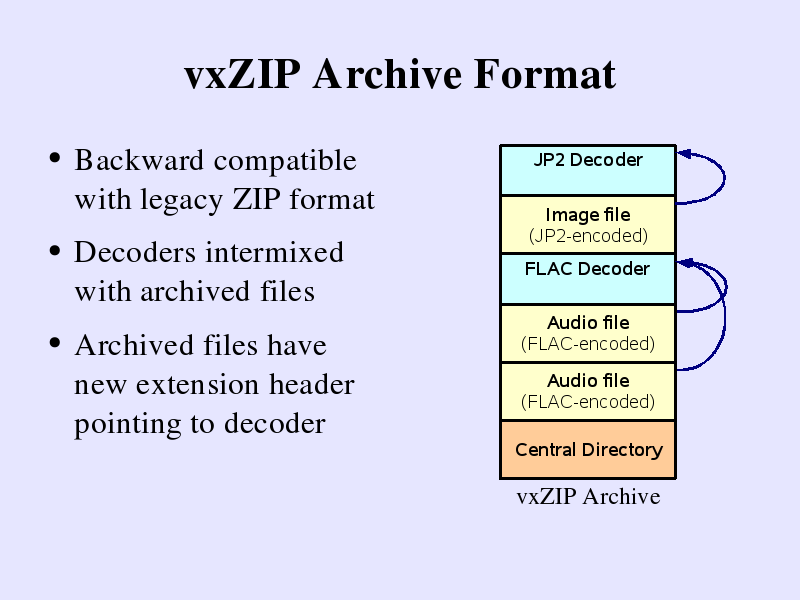 vxZIP Archive Format
• Backward compatible
with legacy ZIP format
• Decoders intermixed
with archived files
• Archived files have
new extension header
pointing to decoder
JP2 Decoder
Image file
(JP2-encoded)
FLAC Decoder
Audio file
(FLAC-encoded)
Audio file
(FLAC-encoded)
Central Directory
vxZIP Archive